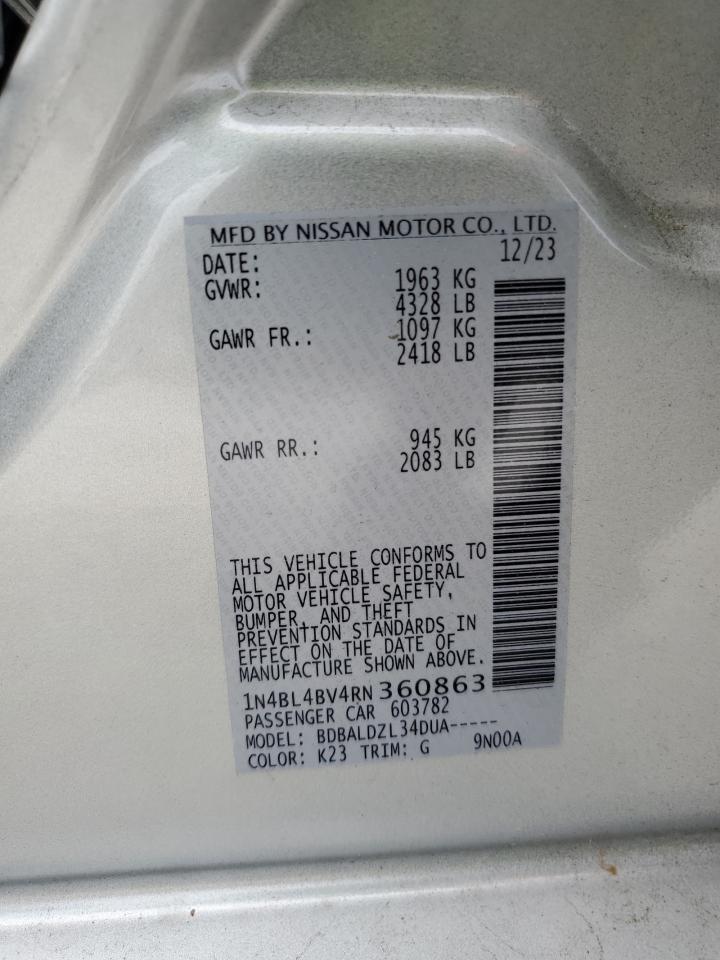 MFD BY NISSAN MOTOR CO., LTD.
DATE: 12/23
GVWR: 1963 KG
4328 LB
GAWR FR.: 1097 KG
2418 LB
GAWR RR.: 945 KG
2083 LB
THIS VEHICLE CONFORMS TO
ALL APPLICABLE FEDERAL
MOTOR VEHICLE SAFETY,
BUMPER, AND THEFT
PREVENTION STANDARDS IN
EFFECT ON THE DATE OF
MANUFACTURE SHOWN ABOVE.
1N4BL4BV4RN360863
PASSENGER CAR 603782
MODEL: BDBALDZL34DUA-----
COLOR: K23 TRIM: G 9N00A